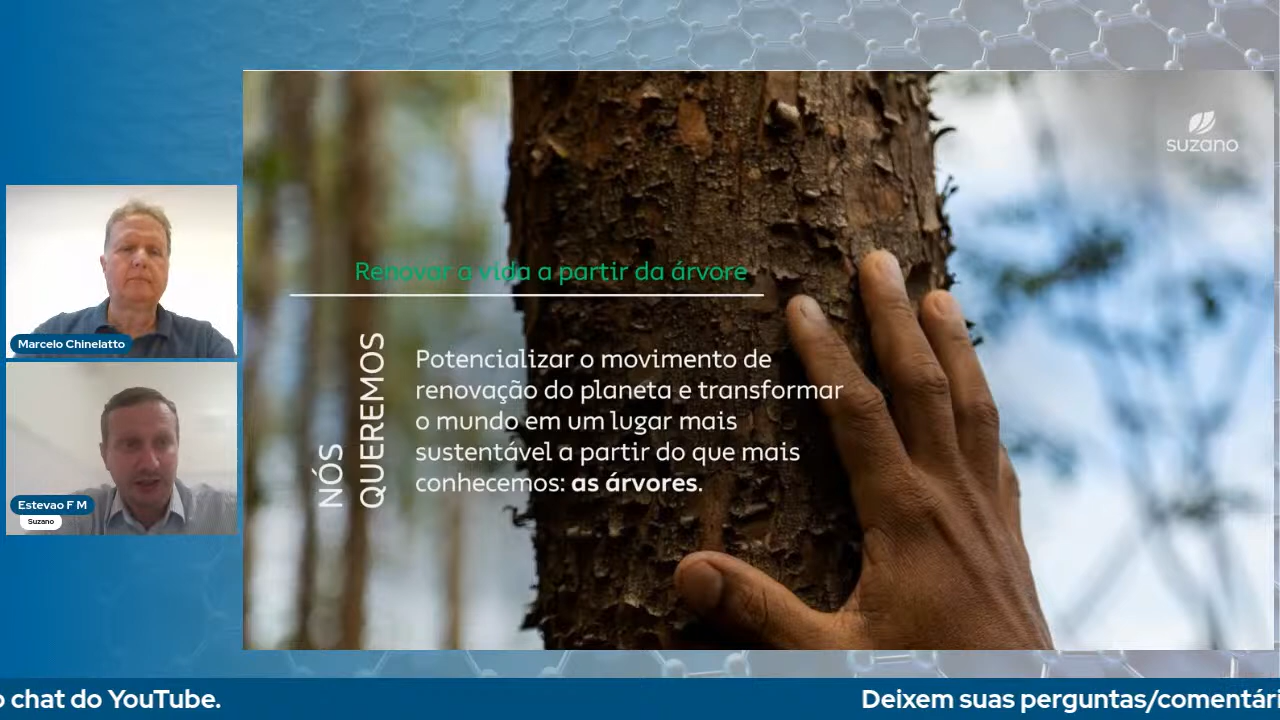 suzano
Renovar a vida a partir da árvore
NÓS
QUEREMOS
Potencializar o movimento de
renovação do planeta e transformar
o mundo em um lugar mais
sustentável a partir do que mais
conhecemos: as árvores.
Marcelo Chinelatto
Estevao F M
Suzano
chat do YouTube.
Deixem suas perguntas/comentári